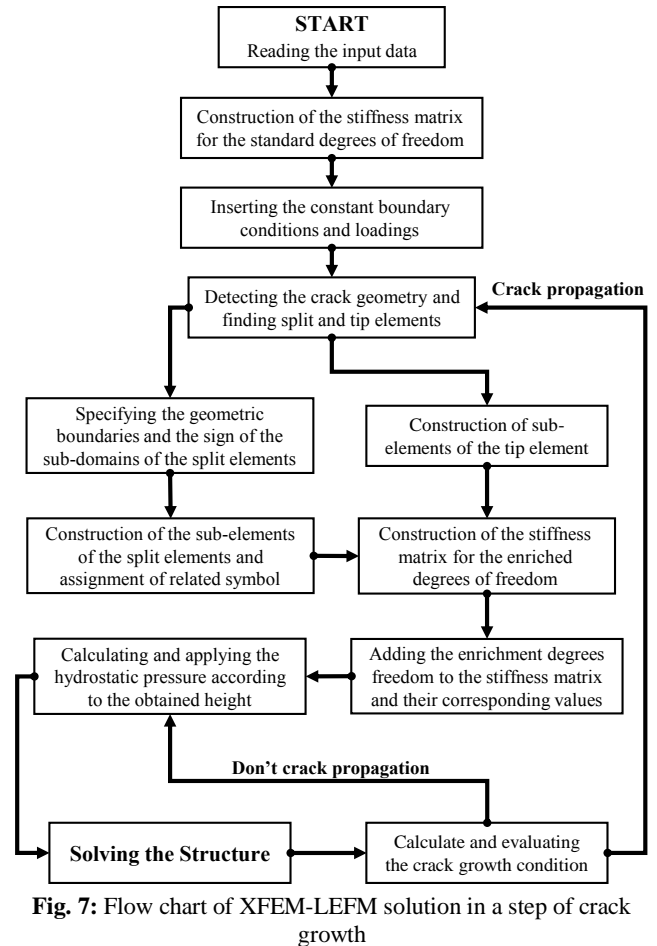 START
Reading the input data
Construction of the stiffness matrix
for the standard degrees of freedom
Inserting the constant boundary
conditions and loadings
Detecting the crack geometry and
finding split and tip elements
Crack propagation
Specifying the geometric
boundaries and the sign of the
sub-domains of the split elements
Construction of sub-
elements of the tip element
Construction of the sub-elements
of the split elements and
assignment of related symbol
Construction of the stiffness
matrix for the enriched
degrees of freedom
Calculating and applying the
hydrostatic pressure according
to the obtained height
Adding the enrichment degrees
freedom to the stiffness matrix
and their corresponding values
Don't crack propagation
Solving the Structure
Calculate and evaluating
the crack growth condition
Fig. 7: Flow chart of XFEM-LEFM solution in a step of crack
growth